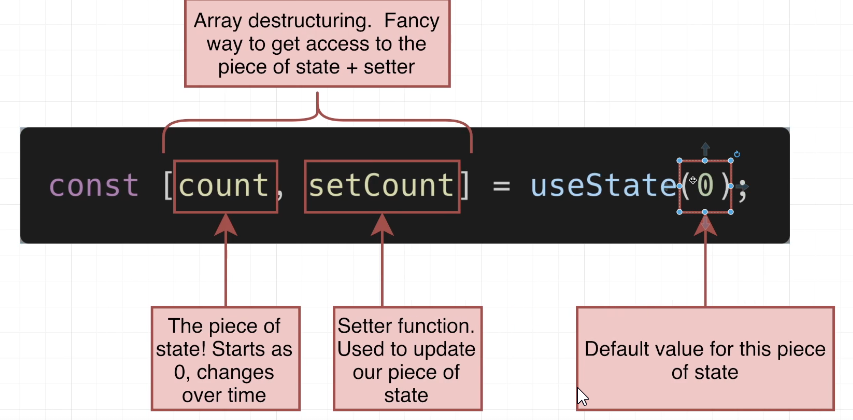 Array destructuring.  Fancy
way to get access to the
piece of state + setter
const [count, setCount] = useState(0);
The piece of
state! Starts as
0, changes
over time
Setter function.
Used to update
our piece of
state
Default value for this piece
of state